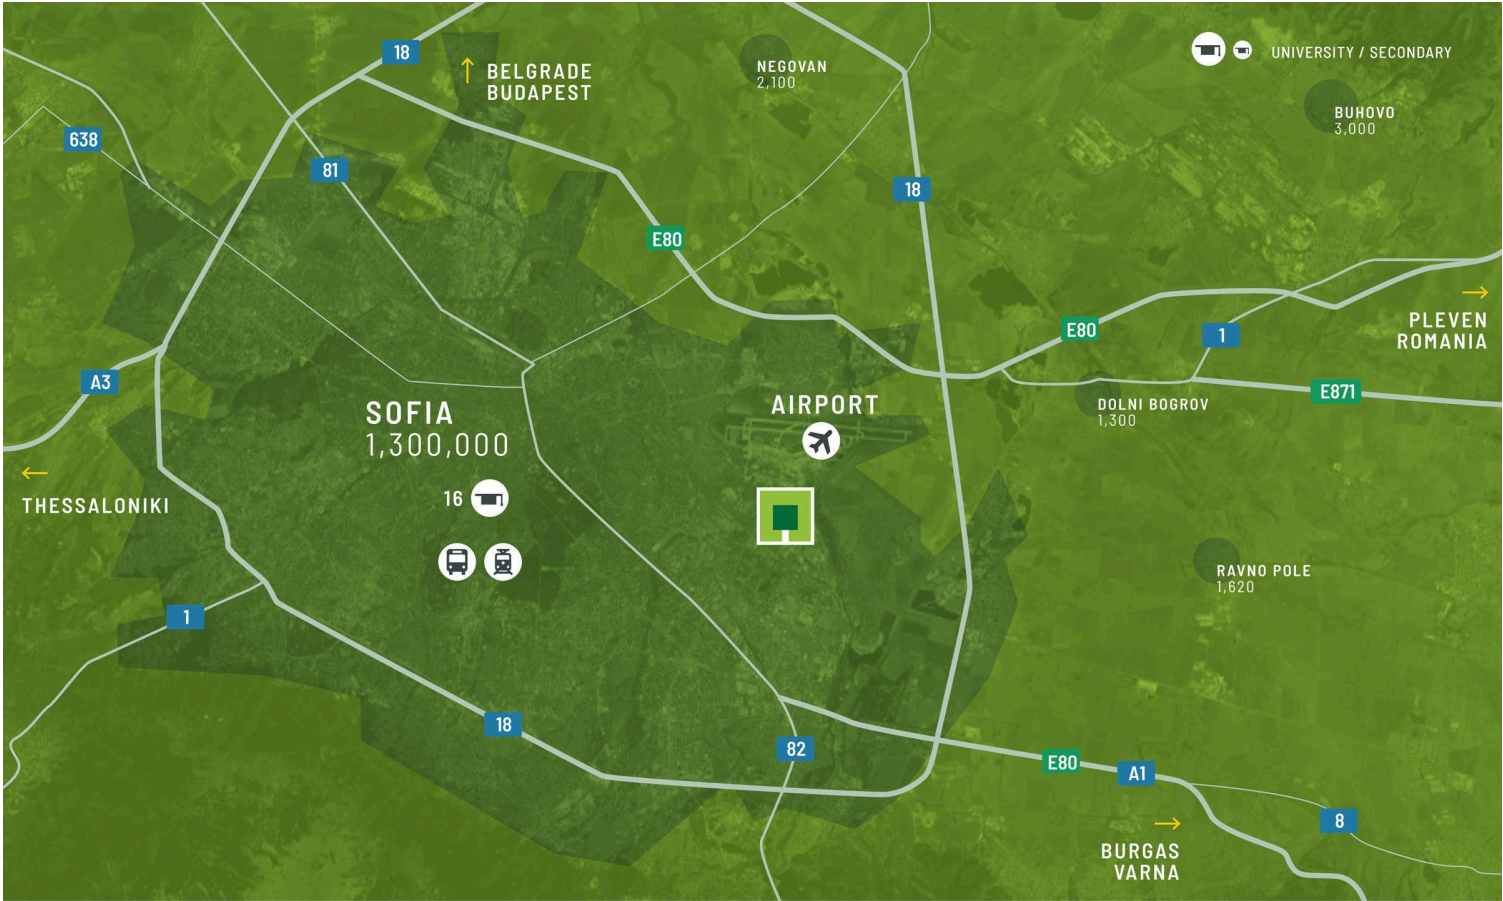 18
BELGRADE
BUDAPEST
NEGOVAN
2,100
UNIVERSITY / SECONDARY
BUHOVO
3,000
638
81
18
E80
PLEVEN
ROMANIA
E80
1
A3
E871
SOFIA
1,300,000
AIRPORT
DOLNI BOGROV
1,300
THESSALONIKI
16
RAVNO POLE
1,620
1
18
82
E80
A1
8
BURGAS
VARNA